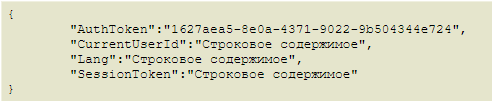 {
"AuthToken":"1627aea5-8e0a-4371-9022-9b504344e724",
"CurrentUserId":"Строковое содержимое",
"Lang":"Строковое содержимое",
"SessionToken":"Строковое содержимое"
}